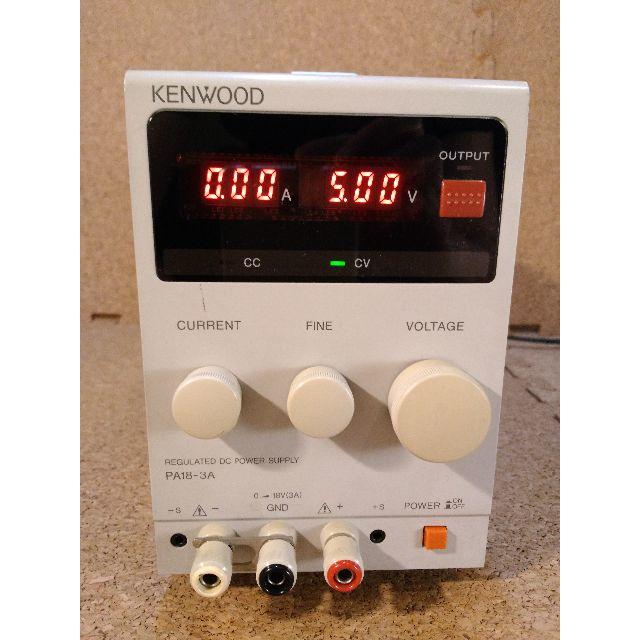 KENWOOD
OUTPUT
0.00 A 5.00 V
CC CV
CURRENT FINE VOLTAGE
REGULATED DC POWER SUPPLY
PA18-3A
0 → 18V(3A)
-S ⚠ - GND ⚠ + +S POWER ON
OFF